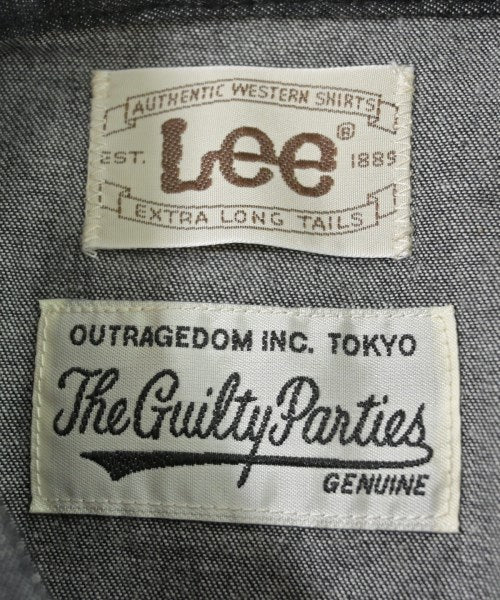 AUTHENTIC WESTERN SHIRTS
Lee®
EST. 1889
EXTRA LONG TAILS
OUTRAGEDOM INC. TOKYO
The Guilty Parties
GENUINE